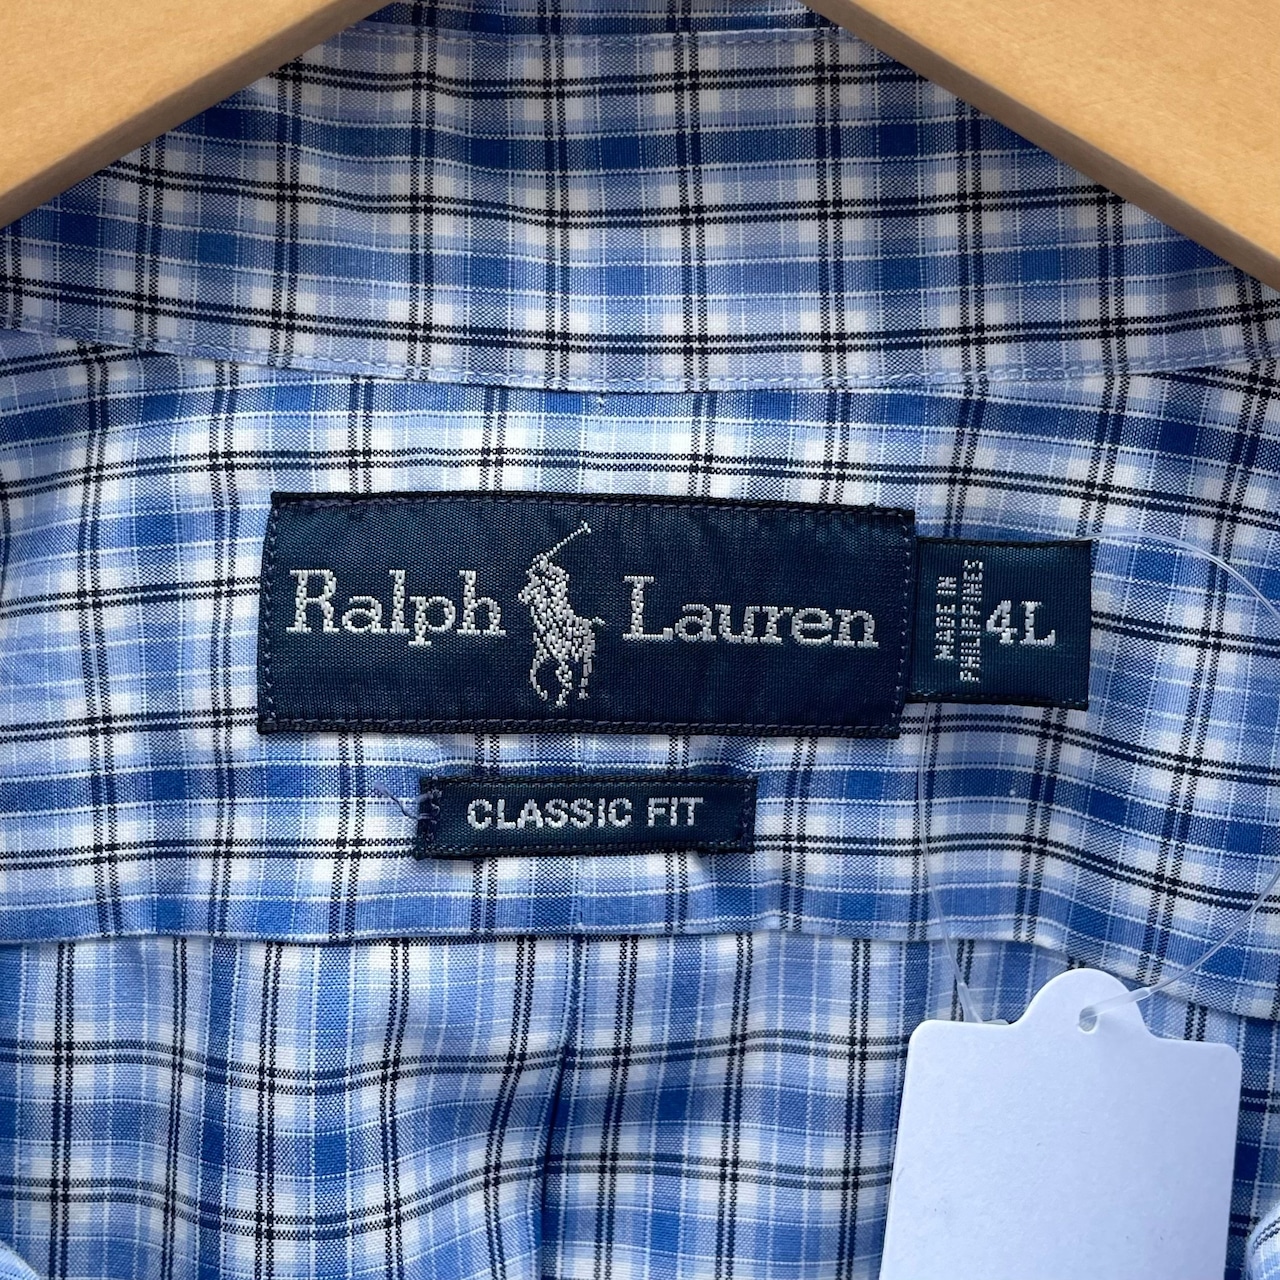 Ralph Lauren
MADE IN
PHILIPPINES
4L
CLASSIC FIT